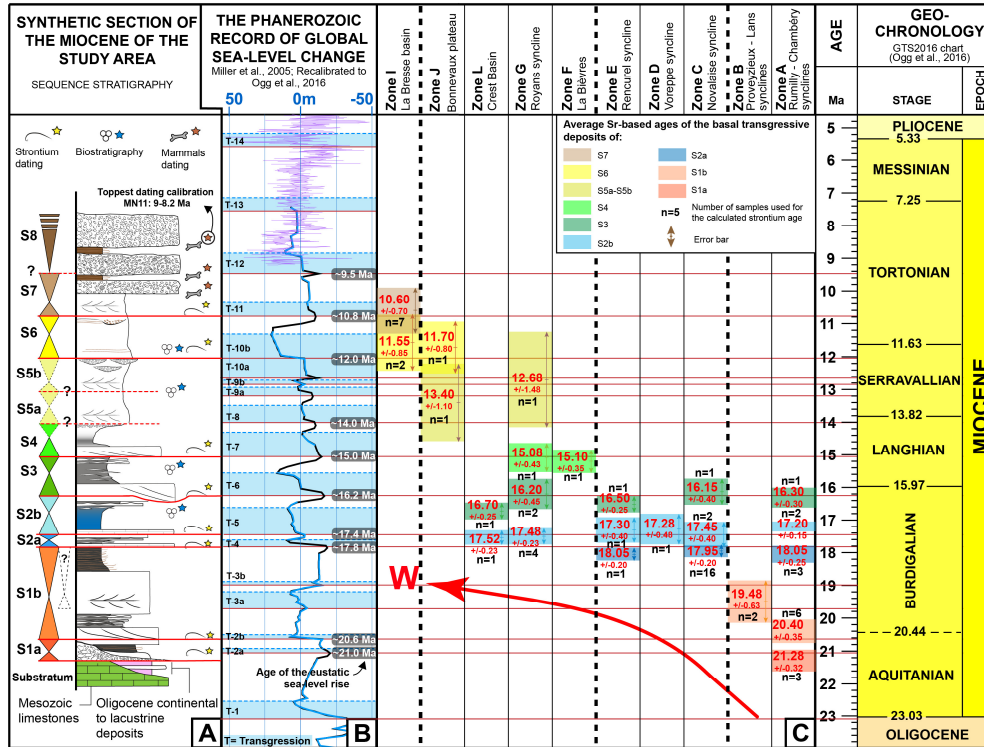 SYNTHETIC SECTION OF
THE MIOCENE OF THE
STUDY AREA
SEQUENCE STRATIGRAPHY
Strontium
dating
Biostratigraphy
Mammals
dating
Toppest dating calibration
MN11: 9-8.2 Ma
S8
?
S7
S6
S5b
?
S5a
?
S4
S3
S2b
S2a
?
S1b
S1a
Substratum
Mesozoic
limestones
Oligocene continental
to lacustrine
deposits
A
THE PHANEROZOIC
RECORD OF GLOBAL
SEA-LEVEL CHANGE
Miller et al., 2005; Recalibrated to
Ogg et al., 2016
50
0m
-50
T-14
T-13
T-12
~9.5 Ma
T-11
~10.8 Ma
T-10b
~12.0 Ma
T-10a
T-9b
T-9a
T-8
~14.0 Ma
T-7
~15.0 Ma
T-6
~16.2 Ma
T-5
~17.4 Ma
T-4
~17.8 Ma
T-3b
T-3a
T-2b
~20.6 Ma
T-2a
~21.0 Ma
Age of the eustatic
sea-level rise
T-1
T= Transgression
B
Zone I
La Bresse basin
Zone J
Bonnevaux plateau
Zone L
Crest Basin
Zone G
Royans syncline
Zone F
La Bièvres
Zone E
Rencurel syncline
Zone D
Voreppe syncline
Zone C
Novalaise syncline
Zone B
Proveyzieux - Lans
synclines
Zone A
Rumilly - Chambéry
synclines
Average Sr-based ages of the basal transgressive
deposits of:
S7
S6
S5a-S5b
S4
S3
S2b
S2a
S1b
S1a
n=5
Number of samples used for
the calculated strontium age
Error bar
10.60
+/-0.70
n=7
11.55
+/-0.85
n=2
11.70
+/-0.80
n=1
13.40
+/-1.10
n=1
16.70
+/-0.25
n=1
17.52
+/-0.23
n=1
12.68
+/-1.48
n=1
15.08
+/-0.43
n=1
16.20
+/-0.45
n=2
17.48
+/-0.23
n=4
15.10
+/-0.35
n=1
n=1
16.50
+/-0.25
17.30
+/-0.40
n=1
18.05
+/-0.20
n=1
17.28
+/-0.40
n=1
n=1
16.15
+/-0.40
n=2
17.45
+/-0.40
17.95
+/-0.20
n=16
19.48
+/-0.63
n=2
n=1
16.30
+/-0.30
n=2
17.20
+/-0.15
18.05
+/-0.25
n=3
n=6
20.40
+/-0.35
21.28
+/-0.32
n=3
W
C
AGE
Ma
5
6
7
8
9
10
11
12
13
14
15
16
17
18
19
20
21
22
23
GEO-
CHRONOLOGY
GTS2016 chart
(Ogg et al., 2016)
STAGE
EPOCH
PLIOCENE
5.33
MESSINIAN
7.25
TORTONIAN
11.63
SERRAVALLIAN
13.82
LANGHIAN
15.97
BURDIGALIAN
20.44
AQUITANIAN
23.03
OLIGOCENE
MIOCENE